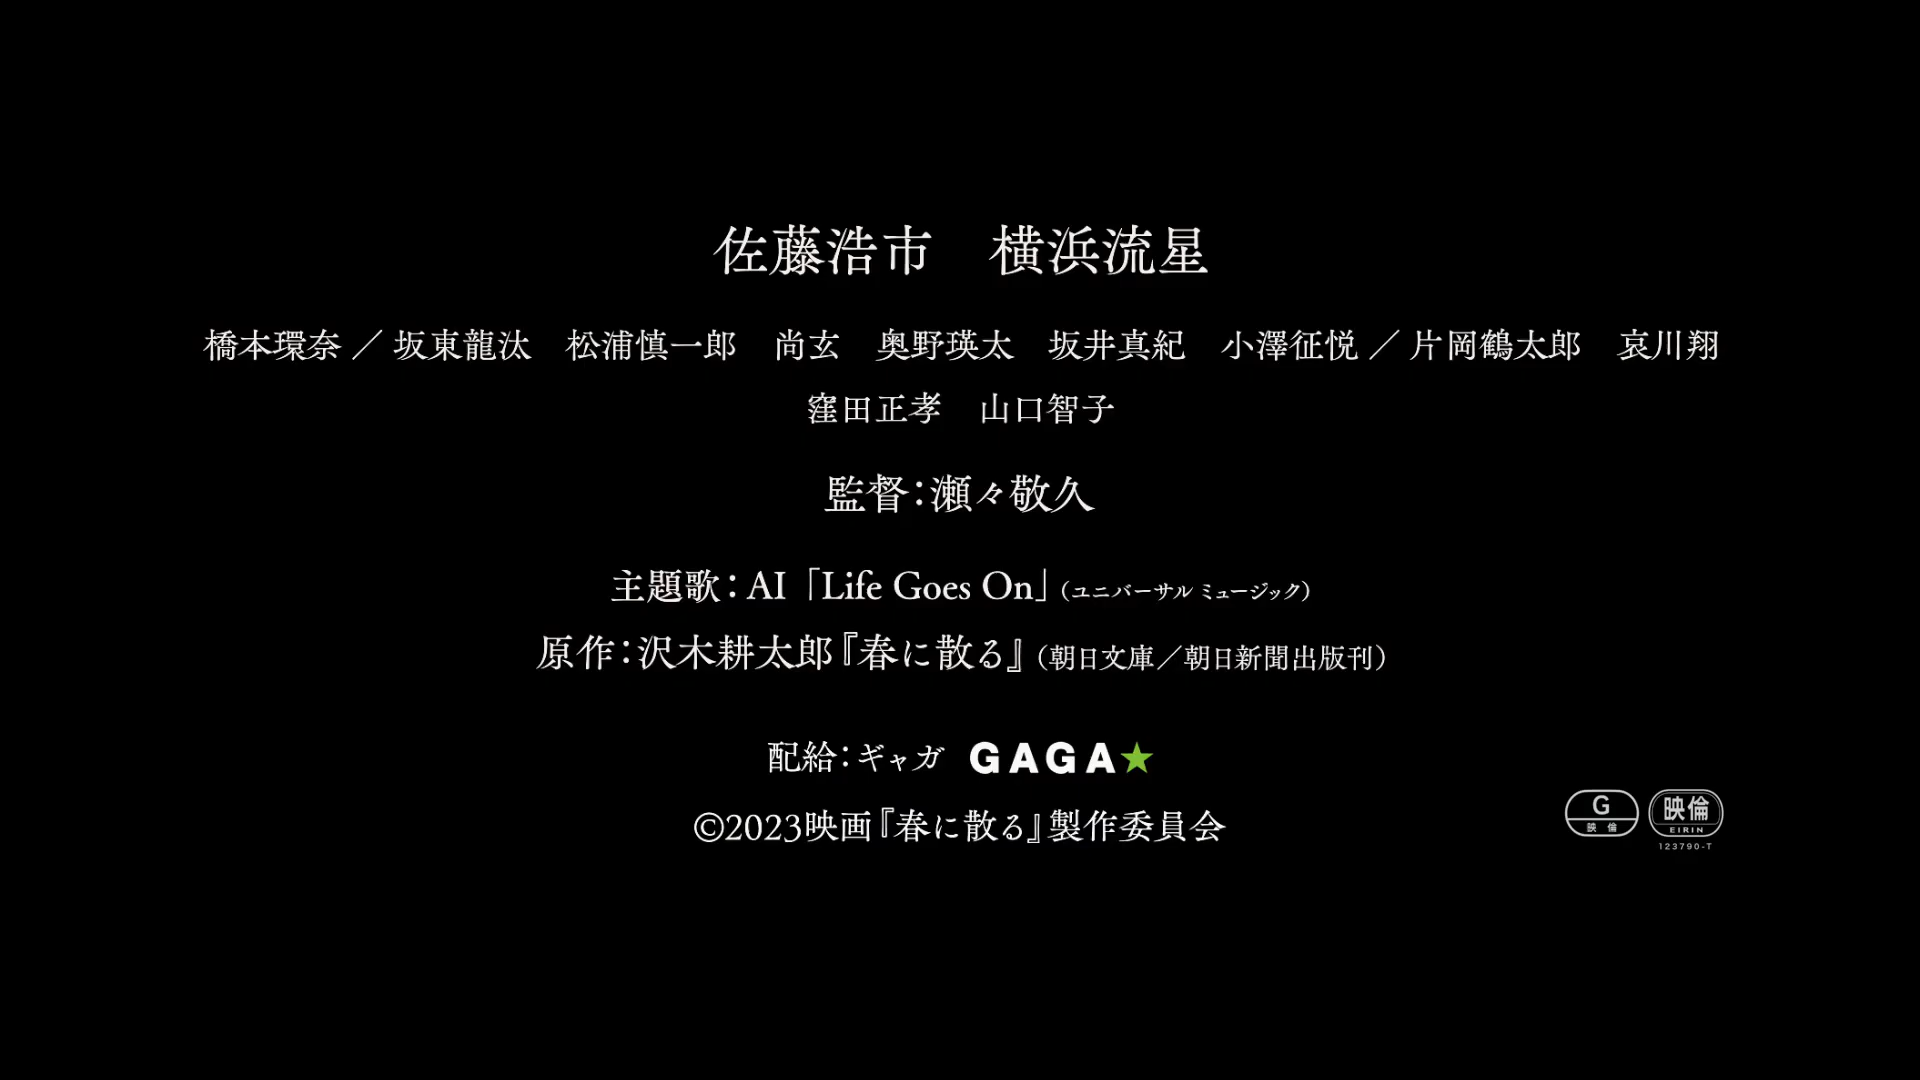 佐藤浩市　横浜流星
橋本環奈／坂東龍汰　松浦慎一郎　尚玄　奥野瑛太　坂井真紀　小澤征悦／片岡鶴太郎　哀川翔
窪田正孝　山口智子
監督：瀬々敬久
主題歌：AI「Life Goes On」（ユニバーサル ミュージック）
原作：沢木耕太郎『春に散る』（朝日文庫／朝日新聞出版刊）
配給：ギャガ GAGA★
©2023映画『春に散る』製作委員会
G
映倫
映倫
EIRIN
123790-T